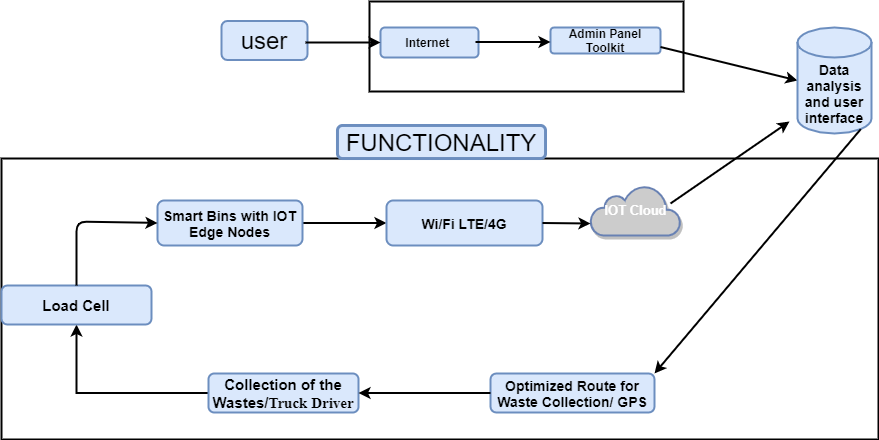 user
Internet
Admin Panel
Toolkit
Data
analysis
and user
interface
FUNCTIONALITY
Smart Bins with IOT
Edge Nodes
Wi/Fi LTE/4G
IOT Cloud
Load Cell
Collection of the
Wastes/Truck Driver
Optimized Route for
Waste Collection/ GPS